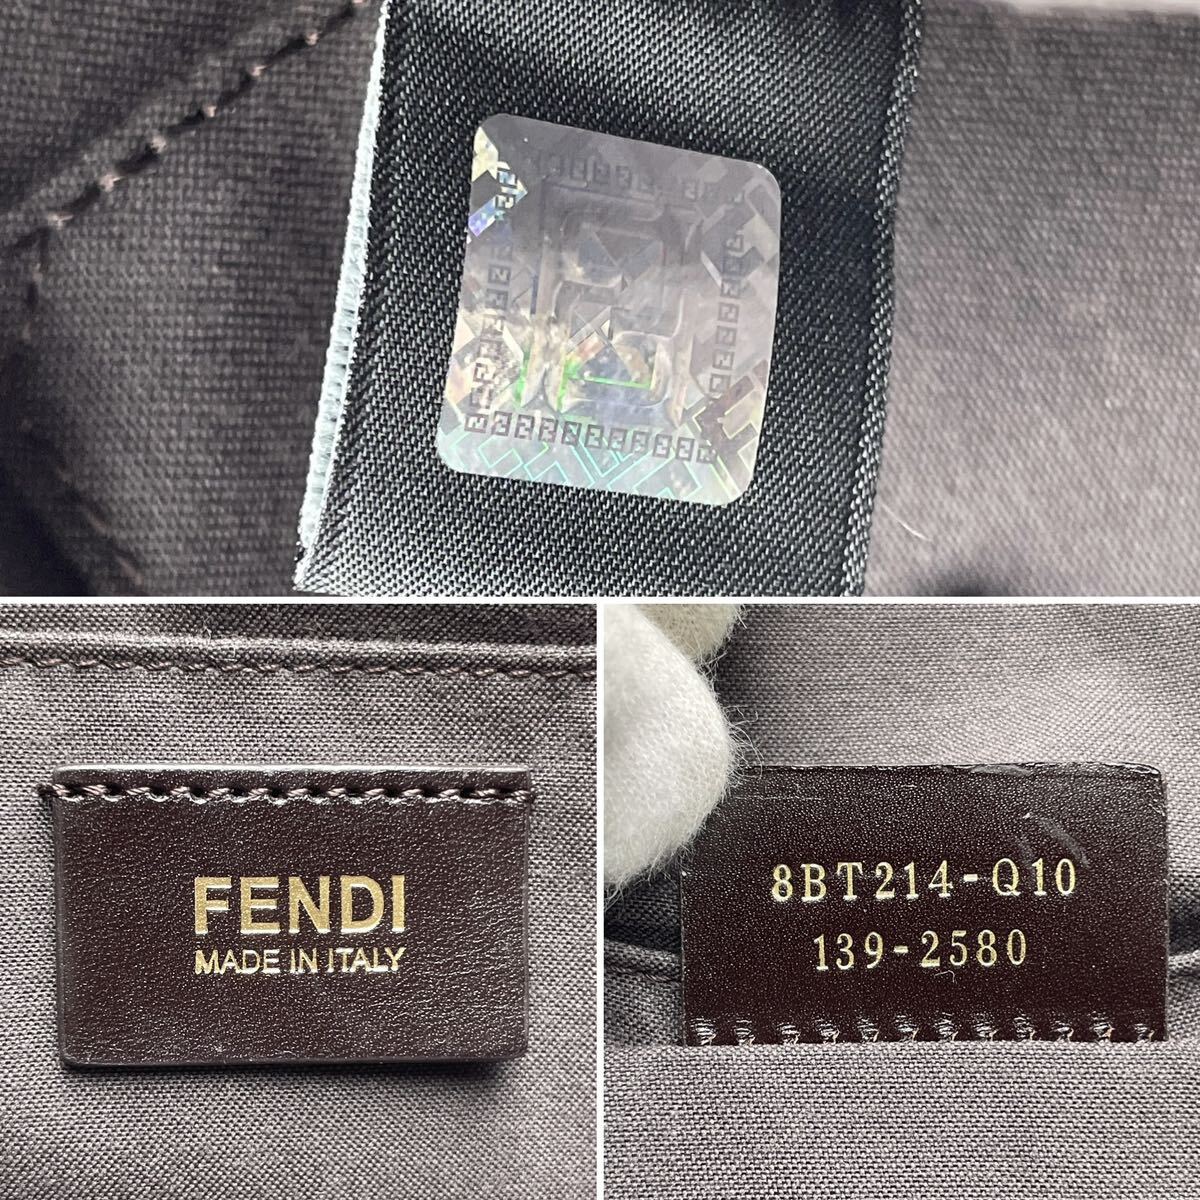 FENDI
MADE IN ITALY
8BT214-Q10
139-2580